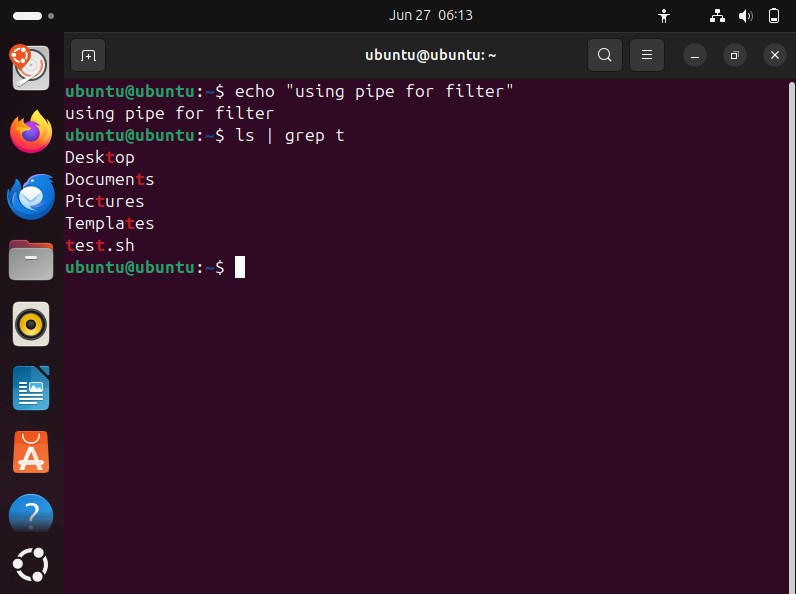 Jun 27 06:13
ubuntu@ubuntu: ~
ubuntu@ubuntu:~$ echo "using pipe for filter"
using pipe for filter
ubuntu@ubuntu:~$ ls | grep t
Desktop
Documents
Pictures
Templates
test.sh
ubuntu@ubuntu:~$